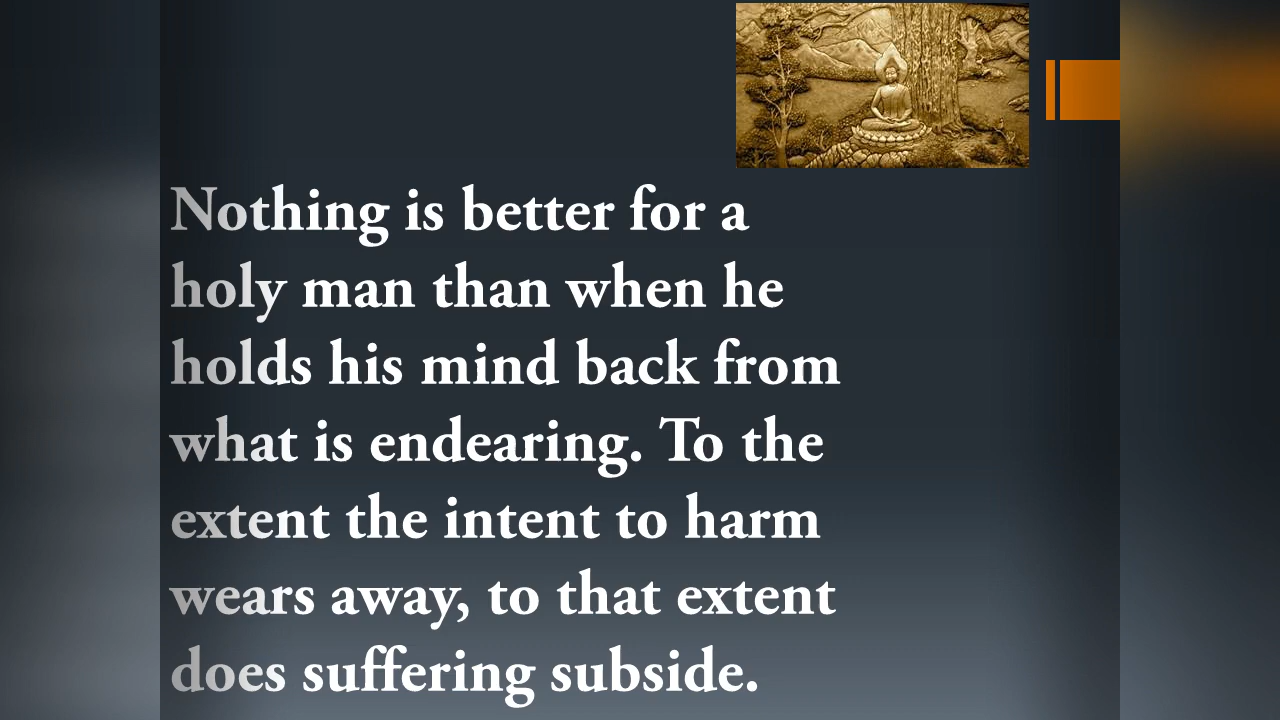 Nothing is better for a
holy man than when he
holds his mind back from
what is endearing. To the
extent the intent to harm
wears away, to that extent
does suffering subside.